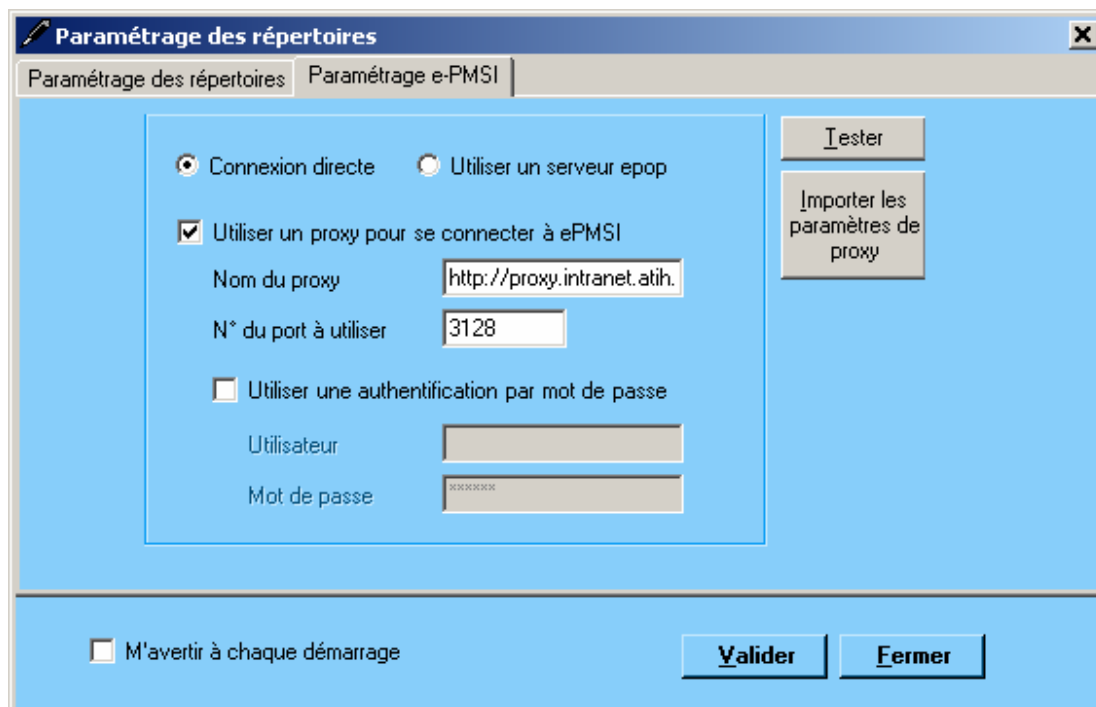 Paramétrage des répertoires
Paramétrage des répertoires
Paramétrage e-PMSI
Connexion directe
Utiliser un serveur epop
Tester
Utiliser un proxy pour se connecter à ePMSI
Importer les
paramètres de
proxy
Nom du proxy
http://proxy.intranet.atih.
N° du port à utiliser
3128
Utiliser une authentification par mot de passe
Utilisateur
Mot de passe
******
M'avertir à chaque démarrage
Valider
Fermer